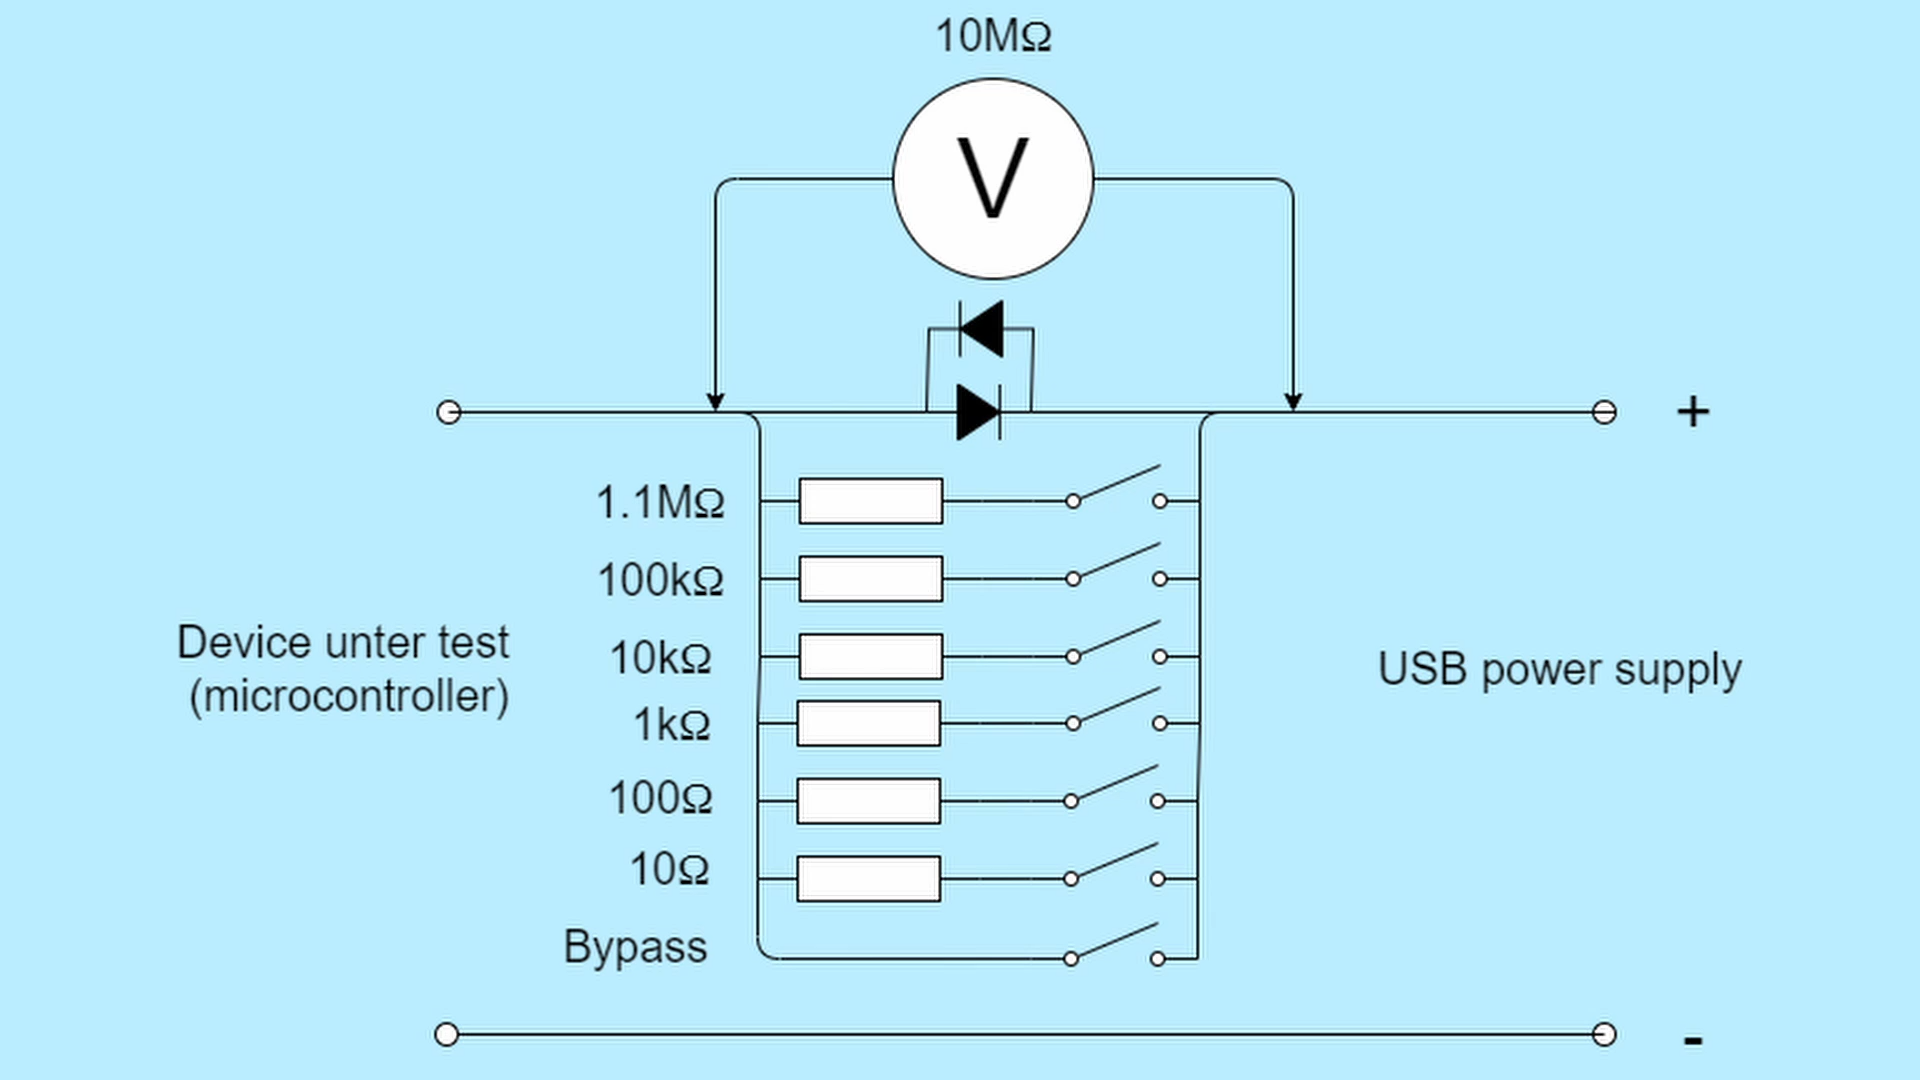 10MΩ
V
+
1.1MΩ
100kΩ
10kΩ
1kΩ
100Ω
10Ω
Bypass
Device unter test
(microcontroller)
USB power supply
-